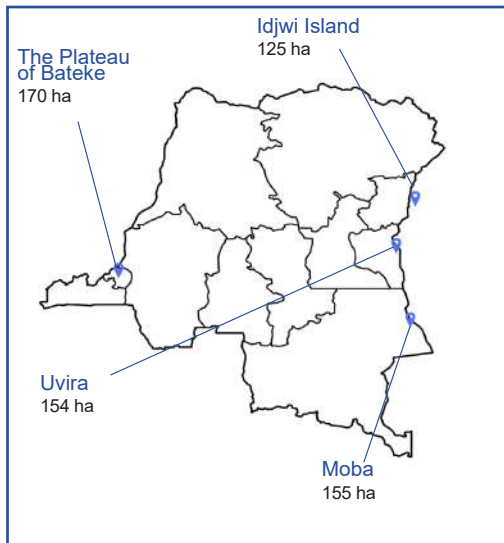 Idjwi Island
125 ha
The Plateau
of Bateke
170 ha
Uvira
154 ha
Moba
155 ha